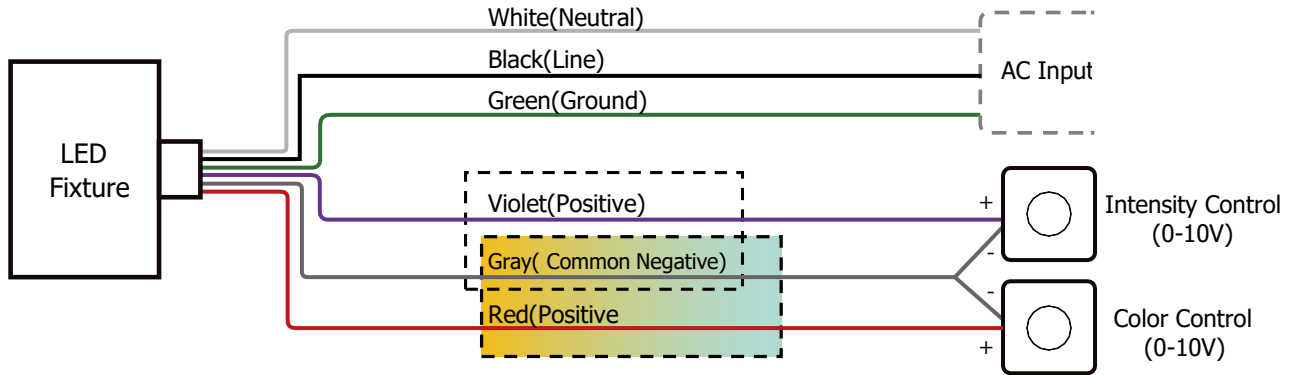 White(Neutral)
Black(Line)
AC Input
Green(Ground)
LED
Fixture
Violet(Positive)
+
Intensity Control
(0-10V)
-
Gray( Common Negative)
-
Red(Positive
+
Color Control
(0-10V)